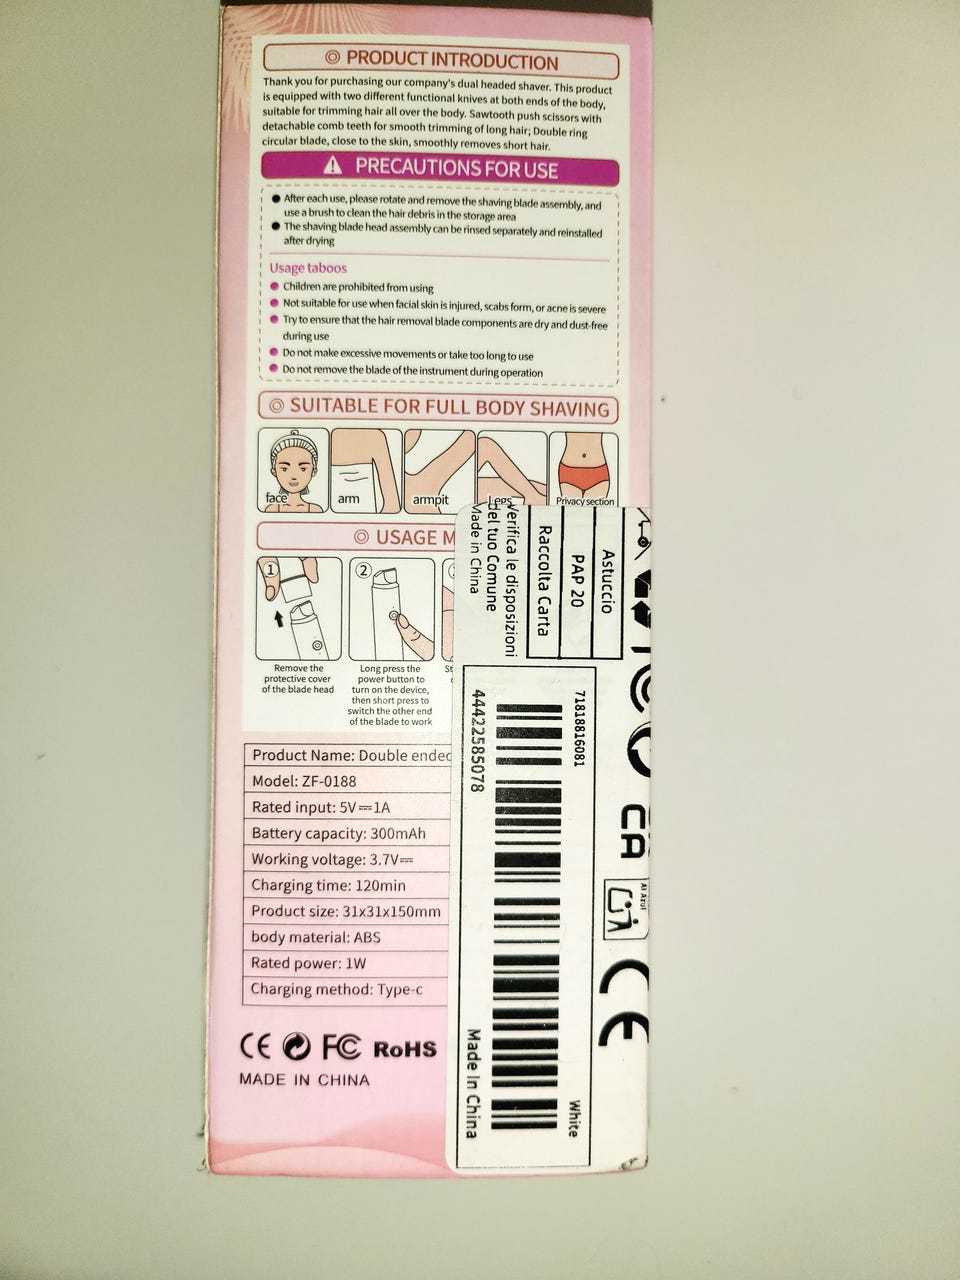 PRODUCT INTRODUCTION
Thank you for purchasing our company's dual headed shaver. This product
is equipped with two different functional knives at both ends of the body,
suitable for trimming hair all over the body. Sawtooth push scissors with
detachable comb teeth for smooth trimming of long hair; Double ring
circular blade, close to the skin, smoothly removes short hair.
PRECAUTIONS FOR USE
After each use, please rotate and remove the shaving blade assembly, and
use a brush to clean the hair debris in the storage area
The shaving blade head assembly can be rinsed separately and reinstalled
after drying
Usage taboos
Children are prohibited from using
Not suitable for use when facial skin is injured, scabs form, or acne is severe
Try to ensure that the hair removal blade components are dry and dust-free
during use
Do not make excessive movements or take too long to use
Do not remove the blade of the instrument during operation
SUITABLE FOR FULL BODY SHAVING
face
arm
armpit
Legs
Privacy section
USAGE M
1
Remove the
protective cover
of the blade head
2
Long press the
power button to
turn on the device,
then short press to
switch the other end
of the blade to work
Product Name: Double ended
Model: ZF-0188
Rated input: 5V⎓1A
Battery capacity: 300mAh
Working voltage: 3.7V⎓
Charging time: 120min
Product size: 31x31x150mm
body material: ABS
Rated power: 1W
Charging method: Type-c
CE FC RoHS
MADE IN CHINA
Astuccio
PAP 20
Raccolta Carta
Verifica le disposizioni
del tuo Comune
Made in China
71818816081
44422585078
White
Made In China
UK
CA
CE